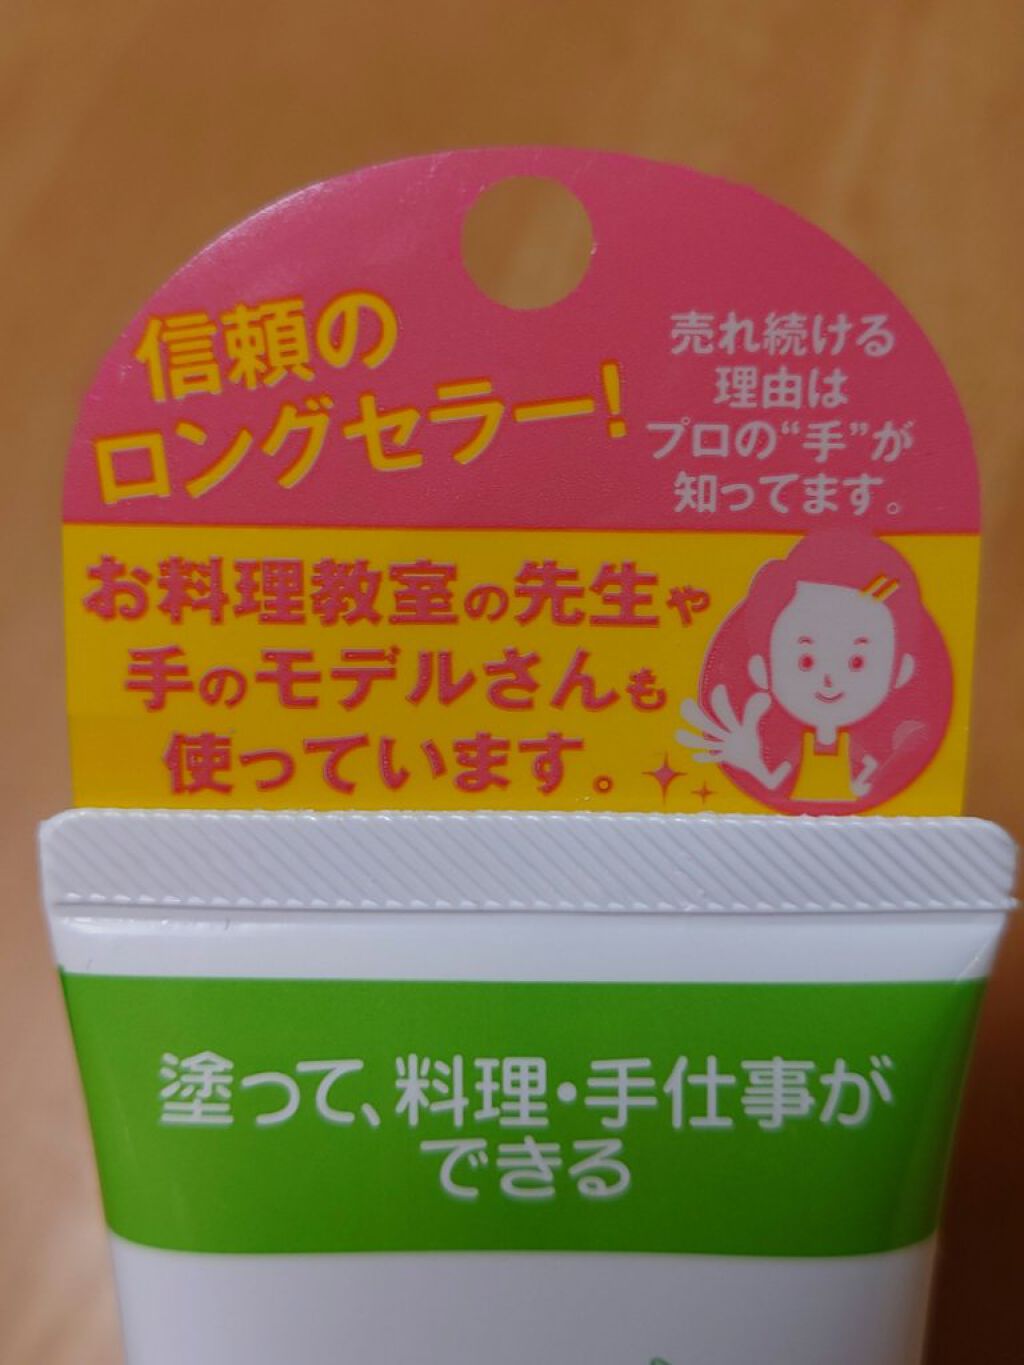 信頼の
ロングセラー!
売れ続ける
理由は
プロの“手”が
知ってます。
お料理教室の先生や
手のモデルさんも
使っています。
塗って、料理・手仕事が
できる